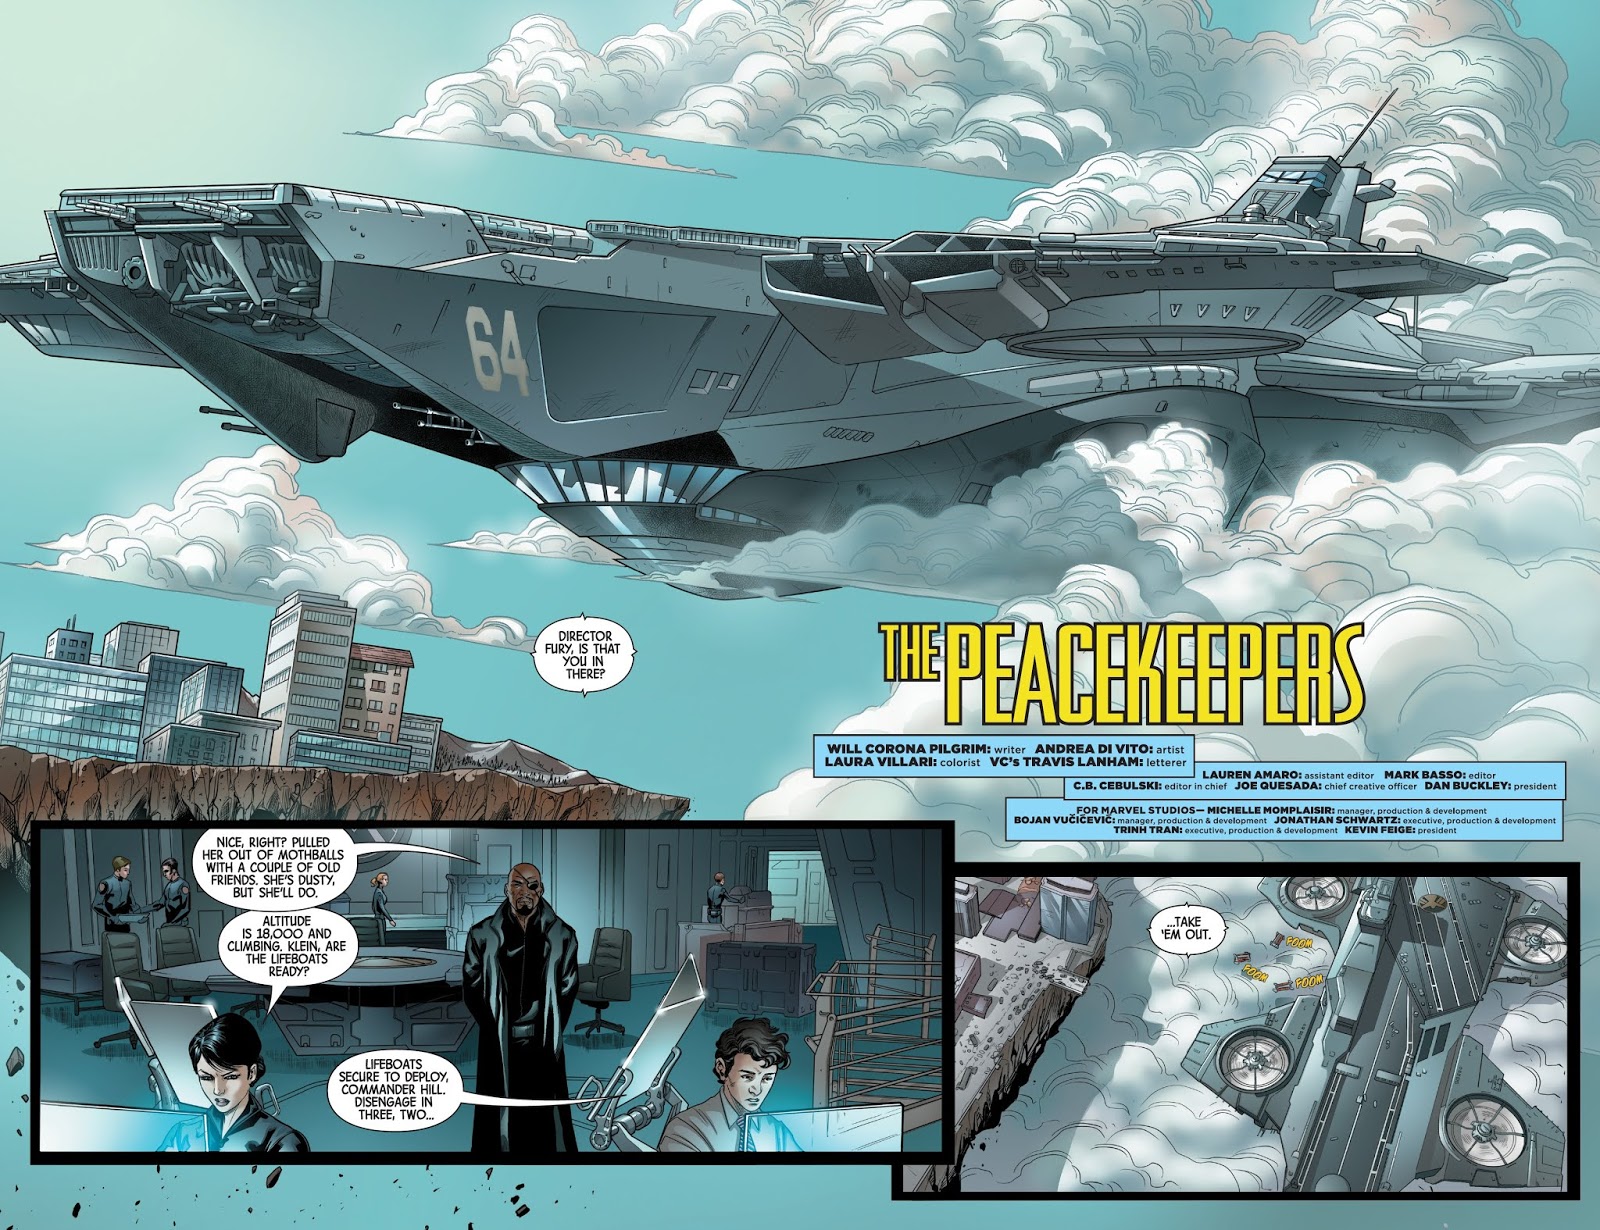 64
DIRECTOR
FURY, IS THAT
YOU IN
THERE?
THE PEACEKEEPERS
WILL CORONA PILGRIM: writer ANDREA DI VITO: artist
LAURA VILLARI: colorist VC's TRAVIS LANHAM: letterer
LAUREN AMARO: assistant editor MARK BASSO: editor
C.B. CEBULSKI: editor in chief JOE QUESADA: chief creative officer DAN BUCKLEY: president
FOR MARVEL STUDIOS— MICHELLE MOMPLAISIR: manager, production & development
BOJAN VUČIĆEVIĆ: manager, production & development JONATHAN SCHWARTZ: executive, production & development
TRINH TRAN: executive, production & development KEVIN FEIGE: president
NICE, RIGHT? PULLED
HER OUT OF MOTHBALLS
WITH A COUPLE OF OLD
FRIENDS. SHE'S DUSTY,
BUT SHE'LL DO.
ALTITUDE
IS 18,000 AND
CLIMBING. KLEIN, ARE
THE LIFEBOATS
READY?
LIFEBOATS
SECURE TO DEPLOY,
COMMANDER HILL.
DISENGAGE IN
THREE, TWO...
...TAKE
'EM OUT.
FOOM
FOOM
FOOM